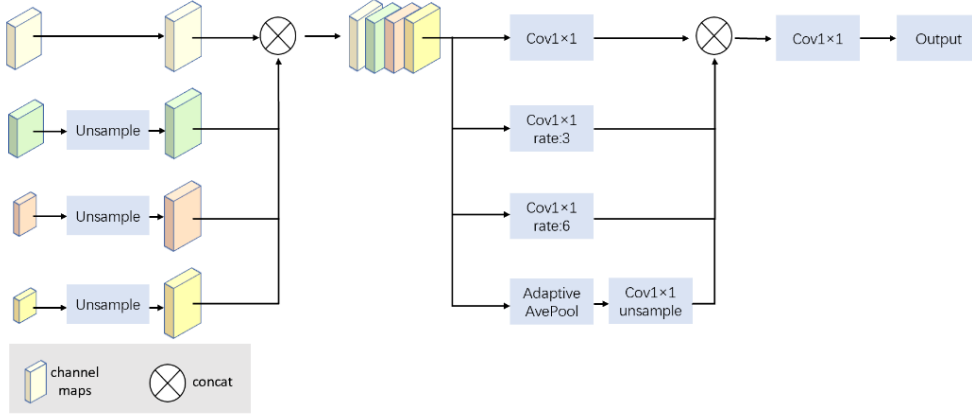 Cov1×1
Cov1×1
Output
Unsample
Cov1×1
rate:3
Unsample
Cov1×1
rate:6
Unsample
Adaptive
AvePool
Cov1×1
unsample
channel
maps
concat